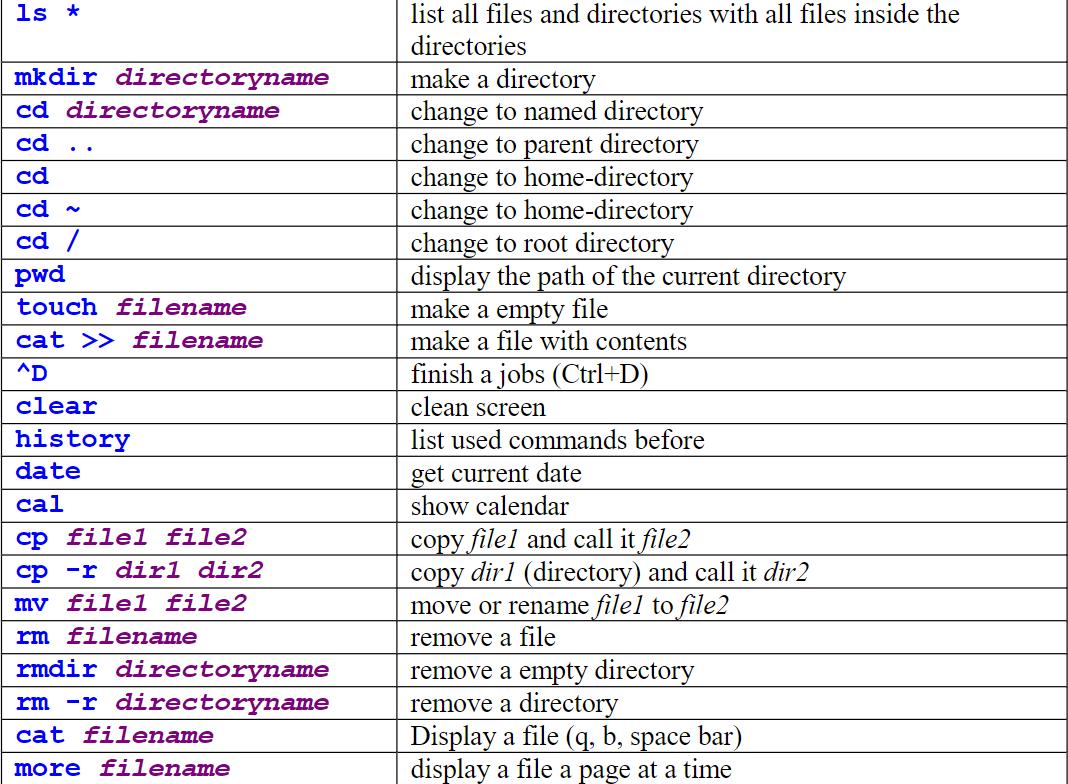 ls * list all files and directories with all files inside the
directories
mkdir directoryname make a directory
cd directoryname change to named directory
cd .. change to parent directory
cd change to home-directory
cd ~ change to home-directory
cd / change to root directory
pwd display the path of the current directory
touch filename make a empty file
cat >> filename make a file with contents
^D finish a jobs (Ctrl+D)
clear clean screen
history list used commands before
date get current date
cal show calendar
cp file1 file2 copy file1 and call it file2
cp -r dir1 dir2 copy dir1 (directory) and call it dir2
mv file1 file2 move or rename file1 to file2
rm filename remove a file
rmdir directoryname remove a empty directory
rm -r directoryname remove a directory
cat filename Display a file (q, b, space bar)
more filename display a file a page at a time